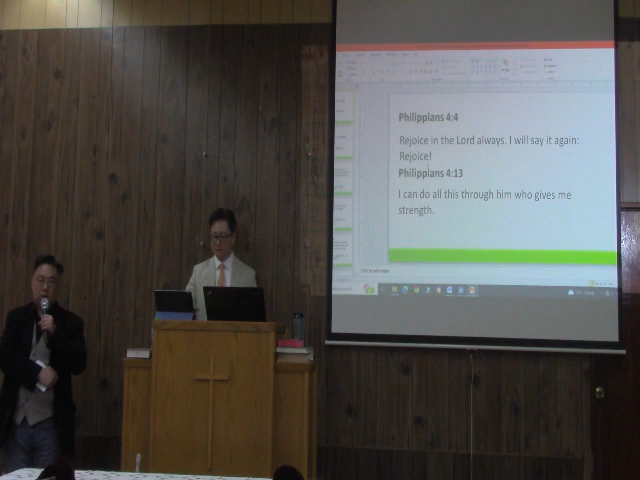 Philippians 4:4
Rejoice in the Lord always. I will say it again:
Rejoice!
Philippians 4:13
I can do all this through him who gives me
strength.